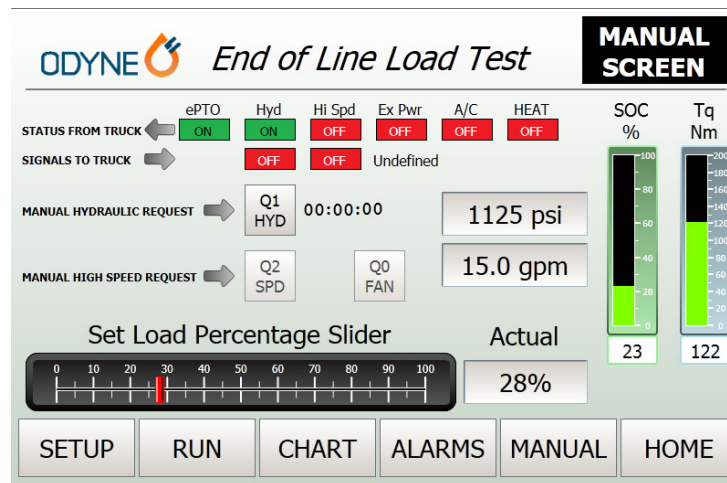 ODYNE
End of Line Load Test
MANUAL
SCREEN
ePTO Hyd Hi Spd Ex Pwr A/C HEAT
STATUS FROM TRUCK ON ON OFF OFF OFF OFF
SIGNALS TO TRUCK OFF OFF Undefined
MANUAL HYDRAULIC REQUEST Q1 HYD 00:00:00 1125 psi
MANUAL HIGH SPEED REQUEST Q2 SPD Q0 FAN 15.0 gpm
SOC
%
100
80
60
40
20
0
23
Tq
Nm
200
180
160
140
120
100
80
60
40
20
0
122
Set Load Percentage Slider Actual
0 10 20 30 40 50 60 70 80 90 100
28%
SETUP RUN CHART ALARMS MANUAL HOME